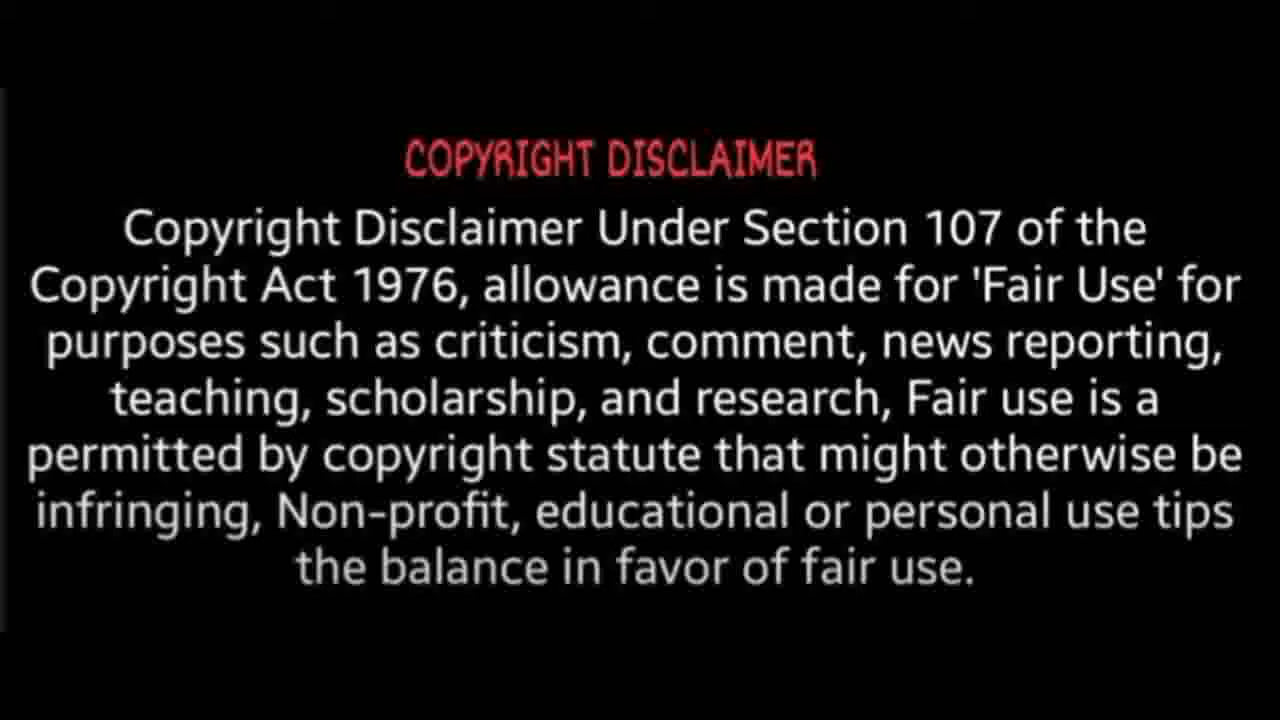 COPYRIGHT DISCLAIMER
Copyright Disclaimer Under Section 107 of the
Copyright Act 1976, allowance is made for 'Fair Use' for
purposes such as criticism, comment, news reporting,
teaching, scholarship, and research, Fair use is a
permitted by copyright statute that might otherwise be
infringing, Non-profit, educational or personal use tips
the balance in favor of fair use.